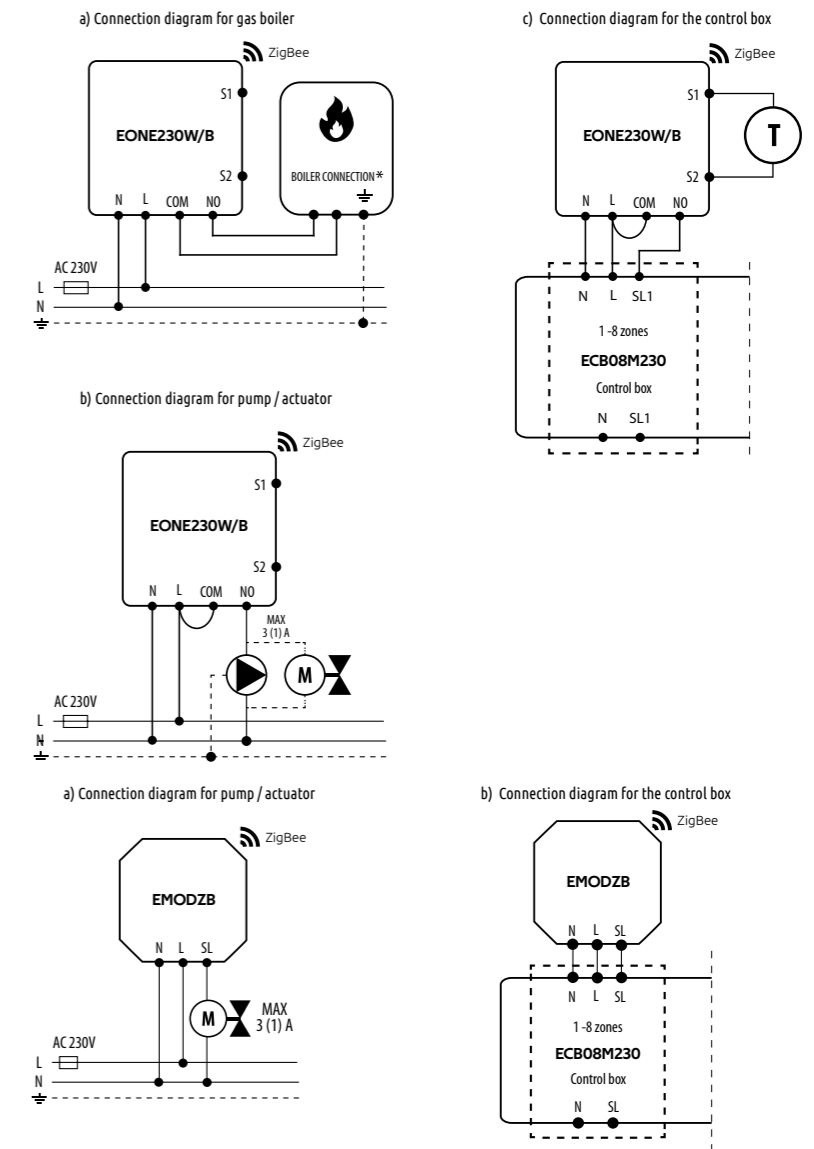 a) Connection diagram for gas boiler
ZigBee
S1
EONE230W/B
S2
N L COM NO
BOILER CONNECTION*
AC 230V
L
N
c) Connection diagram for the control box
ZigBee
S1
EONE230W/B
T
S2
N L COM NO
N L SL1
1 -8 zones
ECB08M230
Control box
N SL1
b) Connection diagram for pump / actuator
ZigBee
S1
EONE230W/B
S2
N L COM NO
MAX
3 (1) A
M
AC 230V
L
N
a) Connection diagram for pump / actuator
ZigBee
EMODZB
N L SL
M
MAX
3 (1) A
AC 230V
L
N
b) Connection diagram for the control box
ZigBee
EMODZB
N L SL
N L SL
1 -8 zones
ECB08M230
Control box
N SL